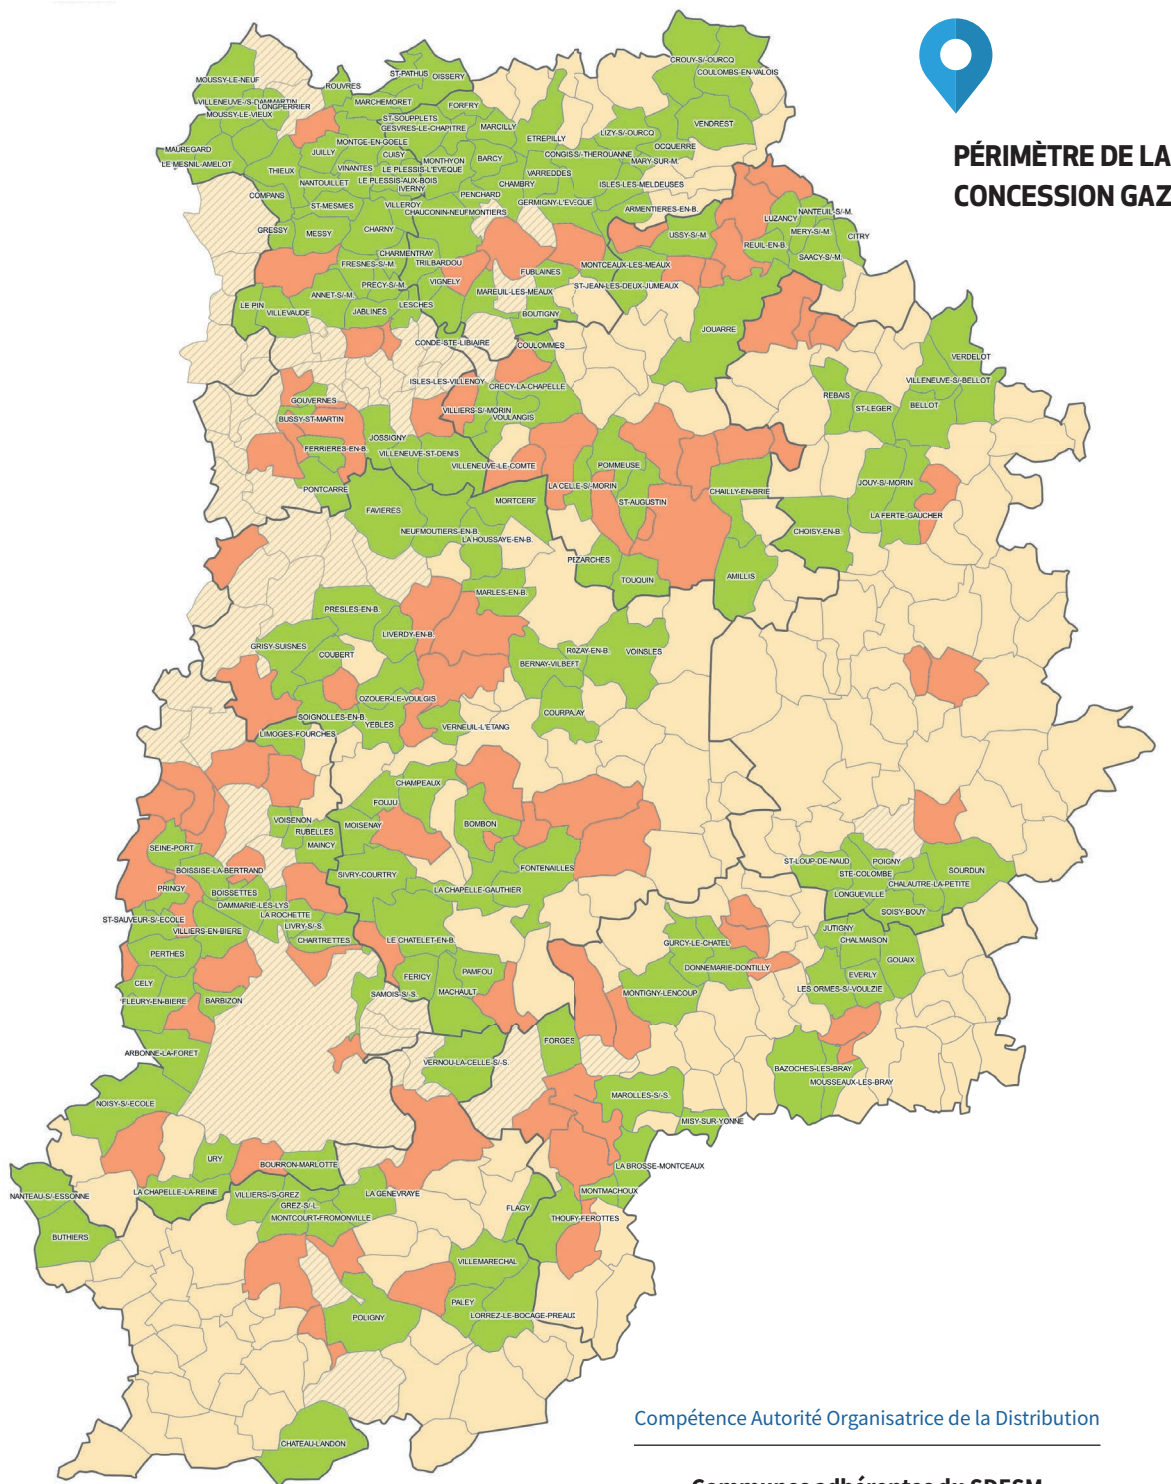 PÉRIMÈTRE DE LA
CONCESSION GAZ
CROUY-S/-OURCQ
COULOMBS-EN-VALOIS
MOUSSY-LE-NEUF
ST-PATHUS
OISSERY
ROUVRES
VILLENEUVE-/S-DAMMARTIN
LONGPERRIER
MARCHEMORET
FORFRY
MOUSSY-LE-VIEUX
ST-SOUPPLETS
GESVRES-LE-CHAPITRE
MARCILLY
VENDREST
ETREPILLY
LIZY-S/-OURCQ
MAUREGARD
MONTGE-EN-GOELE
OCQUERRE
JUILLY
CUISY
CONGIS-S/-THEROUANNE
LE MESNIL-AMELOT
MONTHYON
BARCY
MARY-SUR-M.
THIEUX
VINANTES
LE PLESSIS-L'EVEQUE
VARREDDES
NANTOUILLET
LE PLESSIS-AUX-BOIS
CHAMBRY
ISLES-LES-MELDEUSES
IVERNY
COMPANS
PENCHARD
GERMIGNY-L'EVEQUE
ST-MESMES
VILLEROY
ARMENTIERES-EN-B.
CHAUCONIN-NEUFMONTIERS
NANTEUIL-S/-M.
LUZANCY
GRESSY
MESSY
CHARNY
USSY-S/-M.
MERY-S/-M.
CITRY
REUIL-EN-B.
CHARMENTRAY
SAACY-S/-M.
FRESNES-S/-M.
TRILBARDOU
MONTCEAUX-LES-MEAUX
FUBLAINES
PRECY-S/-M.
VIGNELY
ST-JEAN-LES-DEUX-JUMEAUX
ANNET-S/-M.
MAREUIL-LES-MEAUX
LE PIN
LESCHES
VILLEVAUDE
JABLINES
BOUTIGNY
JOUARRE
CONDE-STE-LIBIAIRE
COULOMMES
VERDELOT
ISLES-LES-VILLENOY
CRECY-LA-CHAPELLE
VILLENEUVE-S/-BELLOT
REBAIS
GOUVERNES
ST-LEGER
BELLOT
VILLIERS-S/-MORIN
BUSSY-ST-MARTIN
VOULANGIS
JOSSIGNY
FERRIERES-EN-B.
VILLENEUVE-ST-DENIS
VILLENEUVE-LE-COMTE
POMMEUSE
PONTCARRE
LA CELLE-S/-MORIN
JOUY-S/-MORIN
CHAILLY-EN-BRIE
MORTCERF
ST-AUGUSTIN
FAVIERES
LA FERTE-GAUCHER
NEUFMOUTIERS-EN-B.
CHOISY-EN-B.
LA HOUSSAYE-EN-B.
PEZARCHES
TOUQUIN
AMILLIS
MARLES-EN-B.
PRESLES-EN-B.
LIVERDY-EN-B.
GRISY-SUISNES
COUBERT
ROZAY-EN-B.
VOINSLES
BERNAY-VILBERT
OZOUER-LE-VOULGIS
COURPALAY
SOIGNOLLES-EN-B.
YEBLES
VERNEUIL-L'ETANG
LIMOGES-FOURCHES
CHAMPEAUX
FOUJU
VOISENON
MOISENAY
BOMBON
RUBELLES
MAINCY
SEINE-PORT
BOISSISE-LA-BERTRAND
SIVRY-COURTRY
FONTENAILLES
ST-LOUP-DE-NAUD
POIGNY
SOURDUN
STE-COLOMBE
PRINGY
BOISSETTES
LA CHAPELLE-GAUTHIER
CHALAUTRE-LA-PETITE
LONGUEVILLE
DAMMARIE-LES-LYS
SOISY-BOUY
LA ROCHETTE
ST-SAUVEUR-S/-ECOLE
LIVRY-S/-S.
VILLIERS-EN-BIERE
CHARTRETTES
LE CHATELET-EN-B.
GURCY-LE-CHATEL
JUTIGNY
CHALMAISON
PERTHES
GOUAIX
DONNEMARIE-DONTILLY
EVERLY
FERICY
PAMFOU
CELY
MACHAULT
SAMOIS-S/-S.
MONTIGNY-LENCOUP
LES ORMES-S/-VOULZIE
FLEURY-EN-BIERE
BARBIZON
FORGES
ARBONNE-LA-FORET
VERNOU-LA-CELLE-S/-S.
BAZOCHES-LES-BRAY
MOUSSEAUX-LES-BRAY
MAROLLES-S/-S.
NOISY-S/-ECOLE
MISY-SUR-YONNE
URY
BOURRON-MARLOTTE
LA BROSSE-MONTCEAUX
NANTEAU-S/-ESSONNE
LA CHAPELLE-LA-REINE
VILLIERS-/S-GREZ
LA GENEVRAYE
MONTMACHOUX
GREZ-S/-L.
FLAGY
MONTCOURT-FROMONVILLE
THOURY-FEROTTES
BUTHIERS
VILLEMARECHAL
PALEY
POLIGNY
LORREZ-LE-BOCAGE-PREAUX
CHATEAU-LANDON
Compétence Autorité Organisatrice de la Distribution